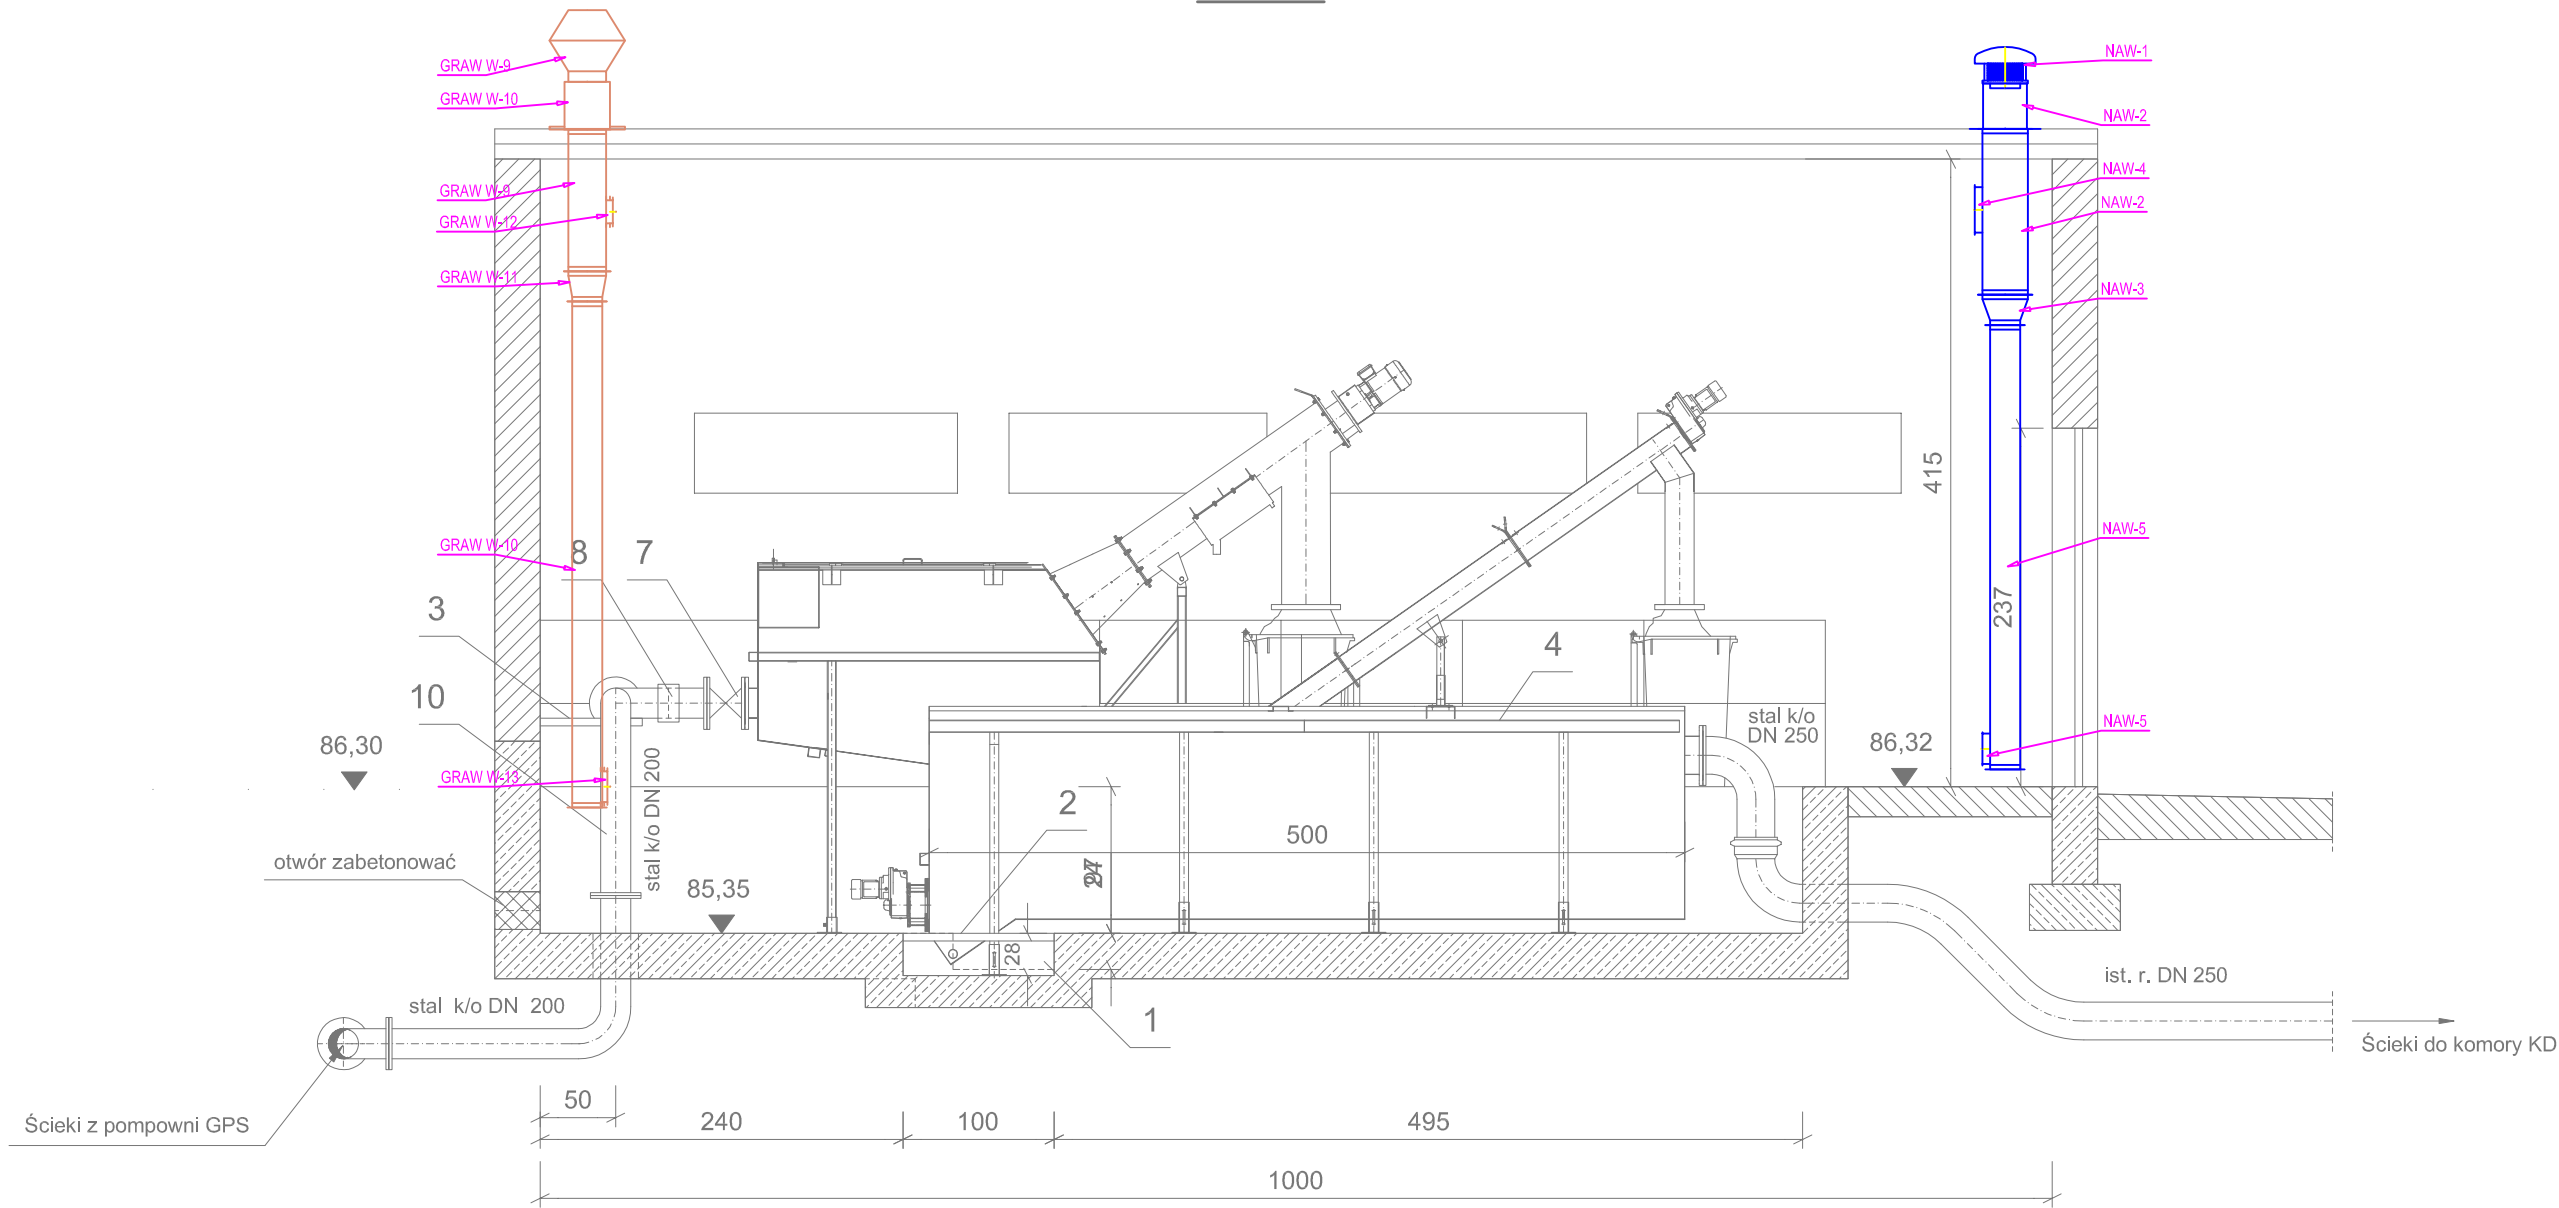 GRAW W-9
GRAW W-10
GRAW W-9
GRAW W-12
GRAW W-11
GRAW W-10
GRAW W-13
NAW-1
NAW-2
NAW-4
NAW-2
NAW-3
NAW-5
NAW-5
8
7
3
10
4
2
1
415
237
86,30
86,32
85,35
otwór zabetonować
stal k/o DN 200
stal k/o
DN 250
500
28
stal k/o DN 200
ist. r. DN 250
Ścieki do komory KD
Ścieki z pompowni GPS
50
240
100
495
1000